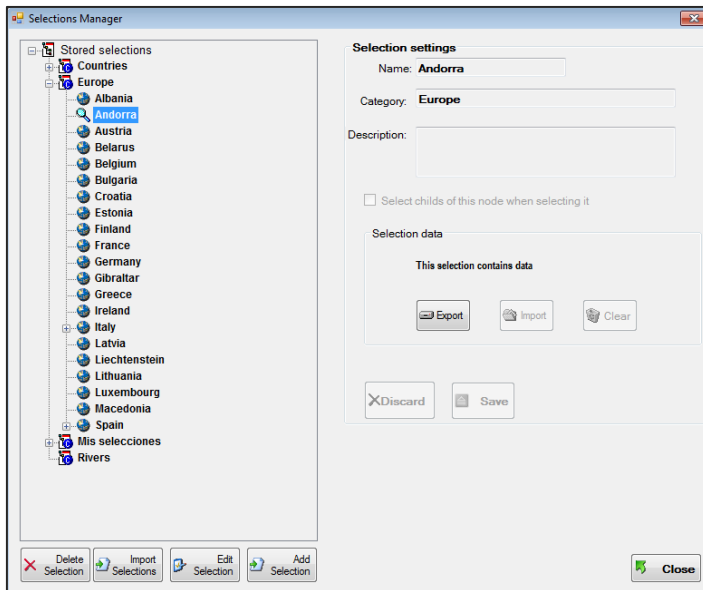 Selections Manager
Stored selections
Countries
Europe
Albania
Andorra
Austria
Belarus
Belgium
Bulgaria
Croatia
Estonia
Finland
France
Germany
Gibraltar
Greece
Ireland
Italy
Latvia
Liechtenstein
Lithuania
Luxembourg
Macedonia
Spain
Mis selecciones
Rivers
Selection settings
Name: Andorra
Category: Europe
Description:
Select childs of this node when selecting it
Selection data
This selection contains data
Export
Import
Clear
Discard
Save
Delete
Selection
Import
Selections
Edit
Selection
Add
Selection
Close